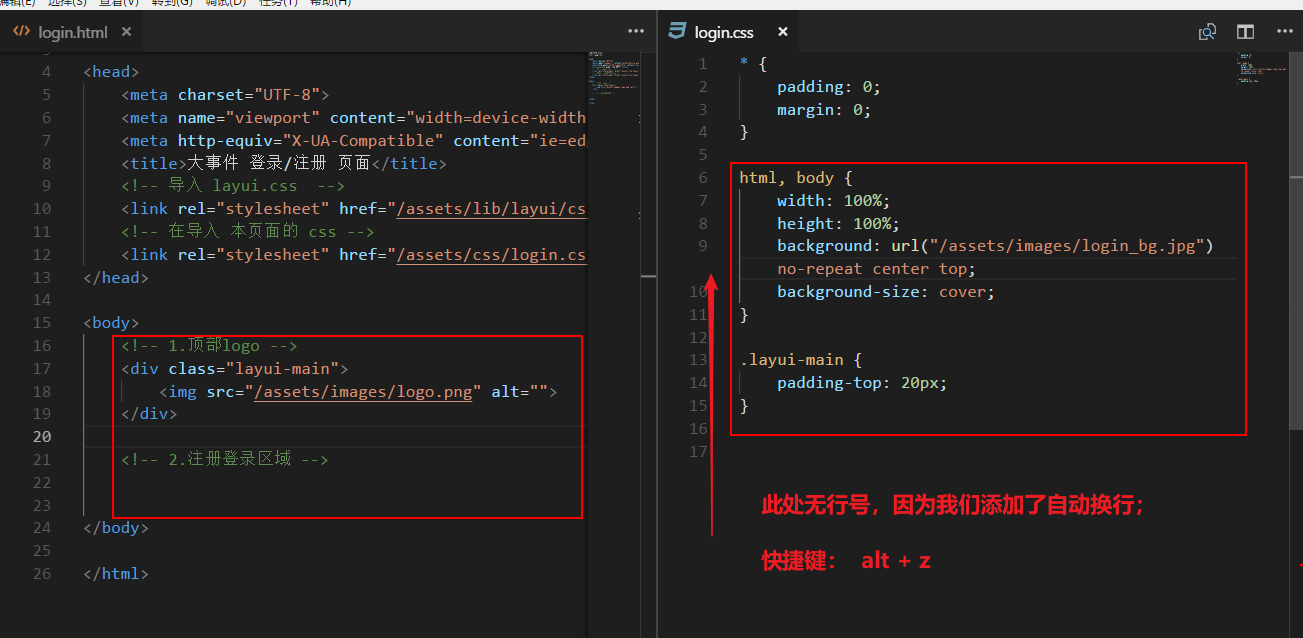 编辑(E) 选择(S) 查看(V) 转到(G) 调试(D) 任务(T) 帮助(H)
login.html ×
4 <head>
5 <meta charset="UTF-8">
6 <meta name="viewport" content="width=device-width
7 <meta http-equiv="X-UA-Compatible" content="ie=ed
8 <title>大事件 登录/注册 页面</title>
9 <!-- 导入 layui.css  -->
10 <link rel="stylesheet" href="/assets/lib/layui/cs
11 <!-- 在导入 本页面的 css -->
12 <link rel="stylesheet" href="/assets/css/login.cs
13 </head>
14
15 <body>
16 <!-- 1.顶部logo -->
17 <div class="layui-main">
18 <img src="/assets/images/logo.png" alt="">
19 </div>
20
21 <!-- 2.注册登录区域 -->
22
23
24 </body>
25
26 </html>
login.css ×
1 * {
2 padding: 0;
3 margin: 0;
4 }
5
6 html, body {
7 width: 100%;
8 height: 100%;
9 background: url("/assets/images/login_bg.jpg")
no-repeat center top;
10 background-size: cover;
11 }
12
13 .layui-main {
14 padding-top: 20px;
15 }
16
17
此处无行号，因为我们添加了自动换行；
快捷键： alt + z